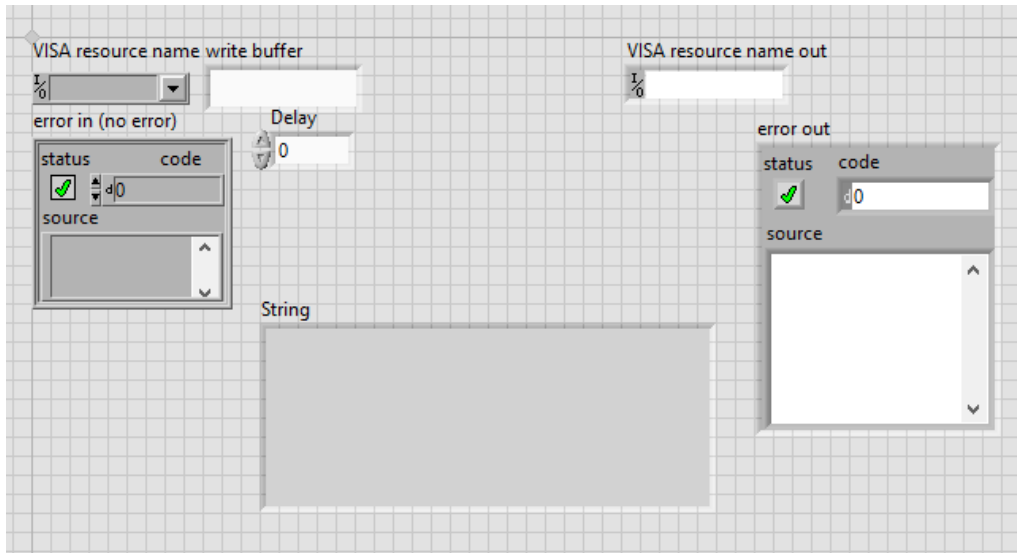 VISA resource name write buffer
VISA resource name out
I/O
I/O
error in (no error)
Delay
0
error out
status code
d 0
source
status code
d 0
source
String